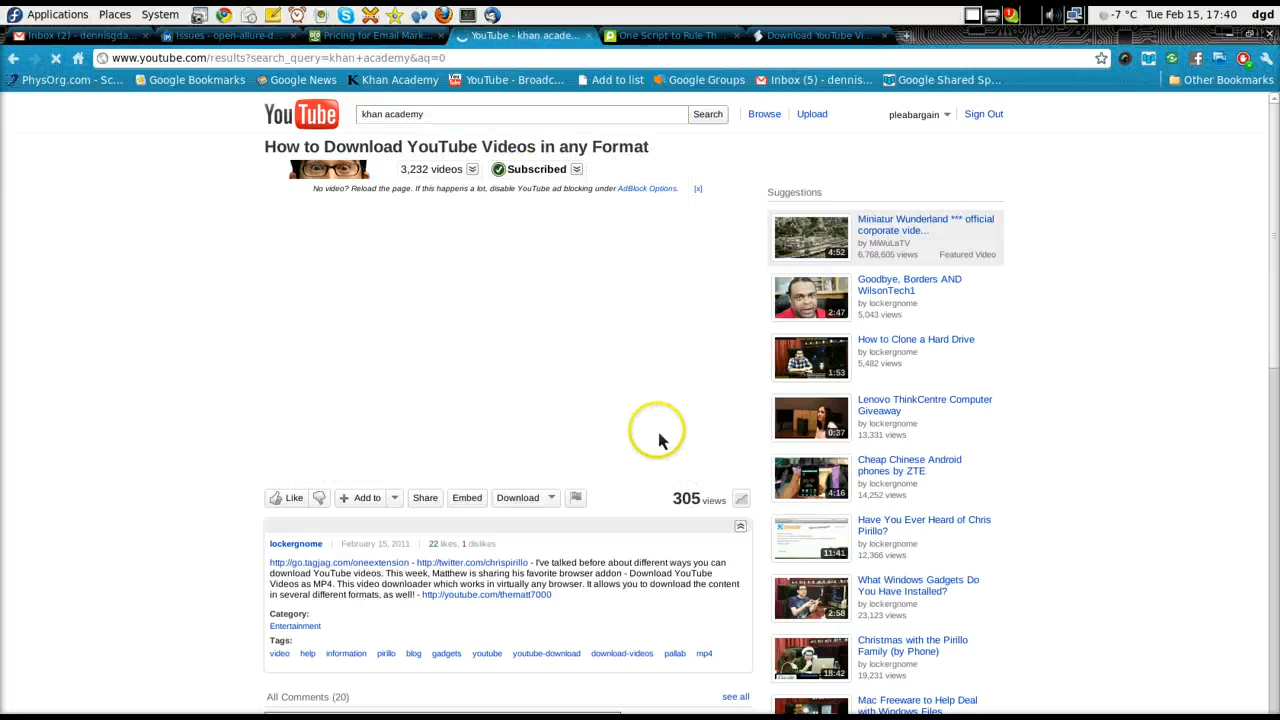 Applications Places System
-7 °C Tue Feb 15, 17:40 dgd
Inbox (2) - dennisgda...
Issues - open-allure-d...
Pricing for Email Mark...
YouTube - khan acade...
One Script to Rule Th...
Download YouTube Vi...
www.youtube.com/results?search_query=khan+academy&aq=0
PhysOrg.com - Sc...
Google Bookmarks
Google News
Khan Academy
YouTube - Broadc...
Add to list
Google Groups
Inbox (5) - dennis...
Google Shared Sp...
Other Bookmarks
YouTube
khan academy
Search
Browse
Upload
pleabargain
Sign Out
How to Download YouTube Videos in any Format
3,232 videos
Subscribed
No video? Reload the page. If this happens a lot, disable YouTube ad blocking under AdBlock Options. [x]
Like
Add to
Share
Embed
Download
305 views
lockergnome | February 15, 2011 | 22 likes, 1 dislikes
http://go.tagjag.com/oneextension - http://twitter.com/chrispirillo - I've talked before about different ways you can
download YouTube videos. This week, Matthew is sharing his favorite browser addon - Download YouTube
Videos as MP4. This video downloader which works in virtually any browser. It allows you to download the content
in several different formats, as well! - http://youtube.com/thematt7000
Category:
Entertainment
Tags:
video help information pirillo blog gadgets youtube youtube-download download-videos pallab mp4
All Comments (20)
see all
Suggestions
4:52
Miniatur Wunderland *** official
corporate vide...
by MiWuLaTV
6,768,605 views Featured Video
2:47
Goodbye, Borders AND
WilsonTech1
by lockergnome
5,043 views
1:53
How to Clone a Hard Drive
by lockergnome
5,482 views
0:37
Lenovo ThinkCentre Computer
Giveaway
by lockergnome
13,331 views
4:16
Cheap Chinese Android
phones by ZTE
by lockergnome
14,252 views
11:41
Have You Ever Heard of Chris
Pirillo?
by lockergnome
12,366 views
2:58
What Windows Gadgets Do
You Have Installed?
by lockergnome
23,123 views
18:42
Christmas with the Pirillo
Family (by Phone)
by lockergnome
19,231 views
Mac Freeware to Help Deal
with Windows Files